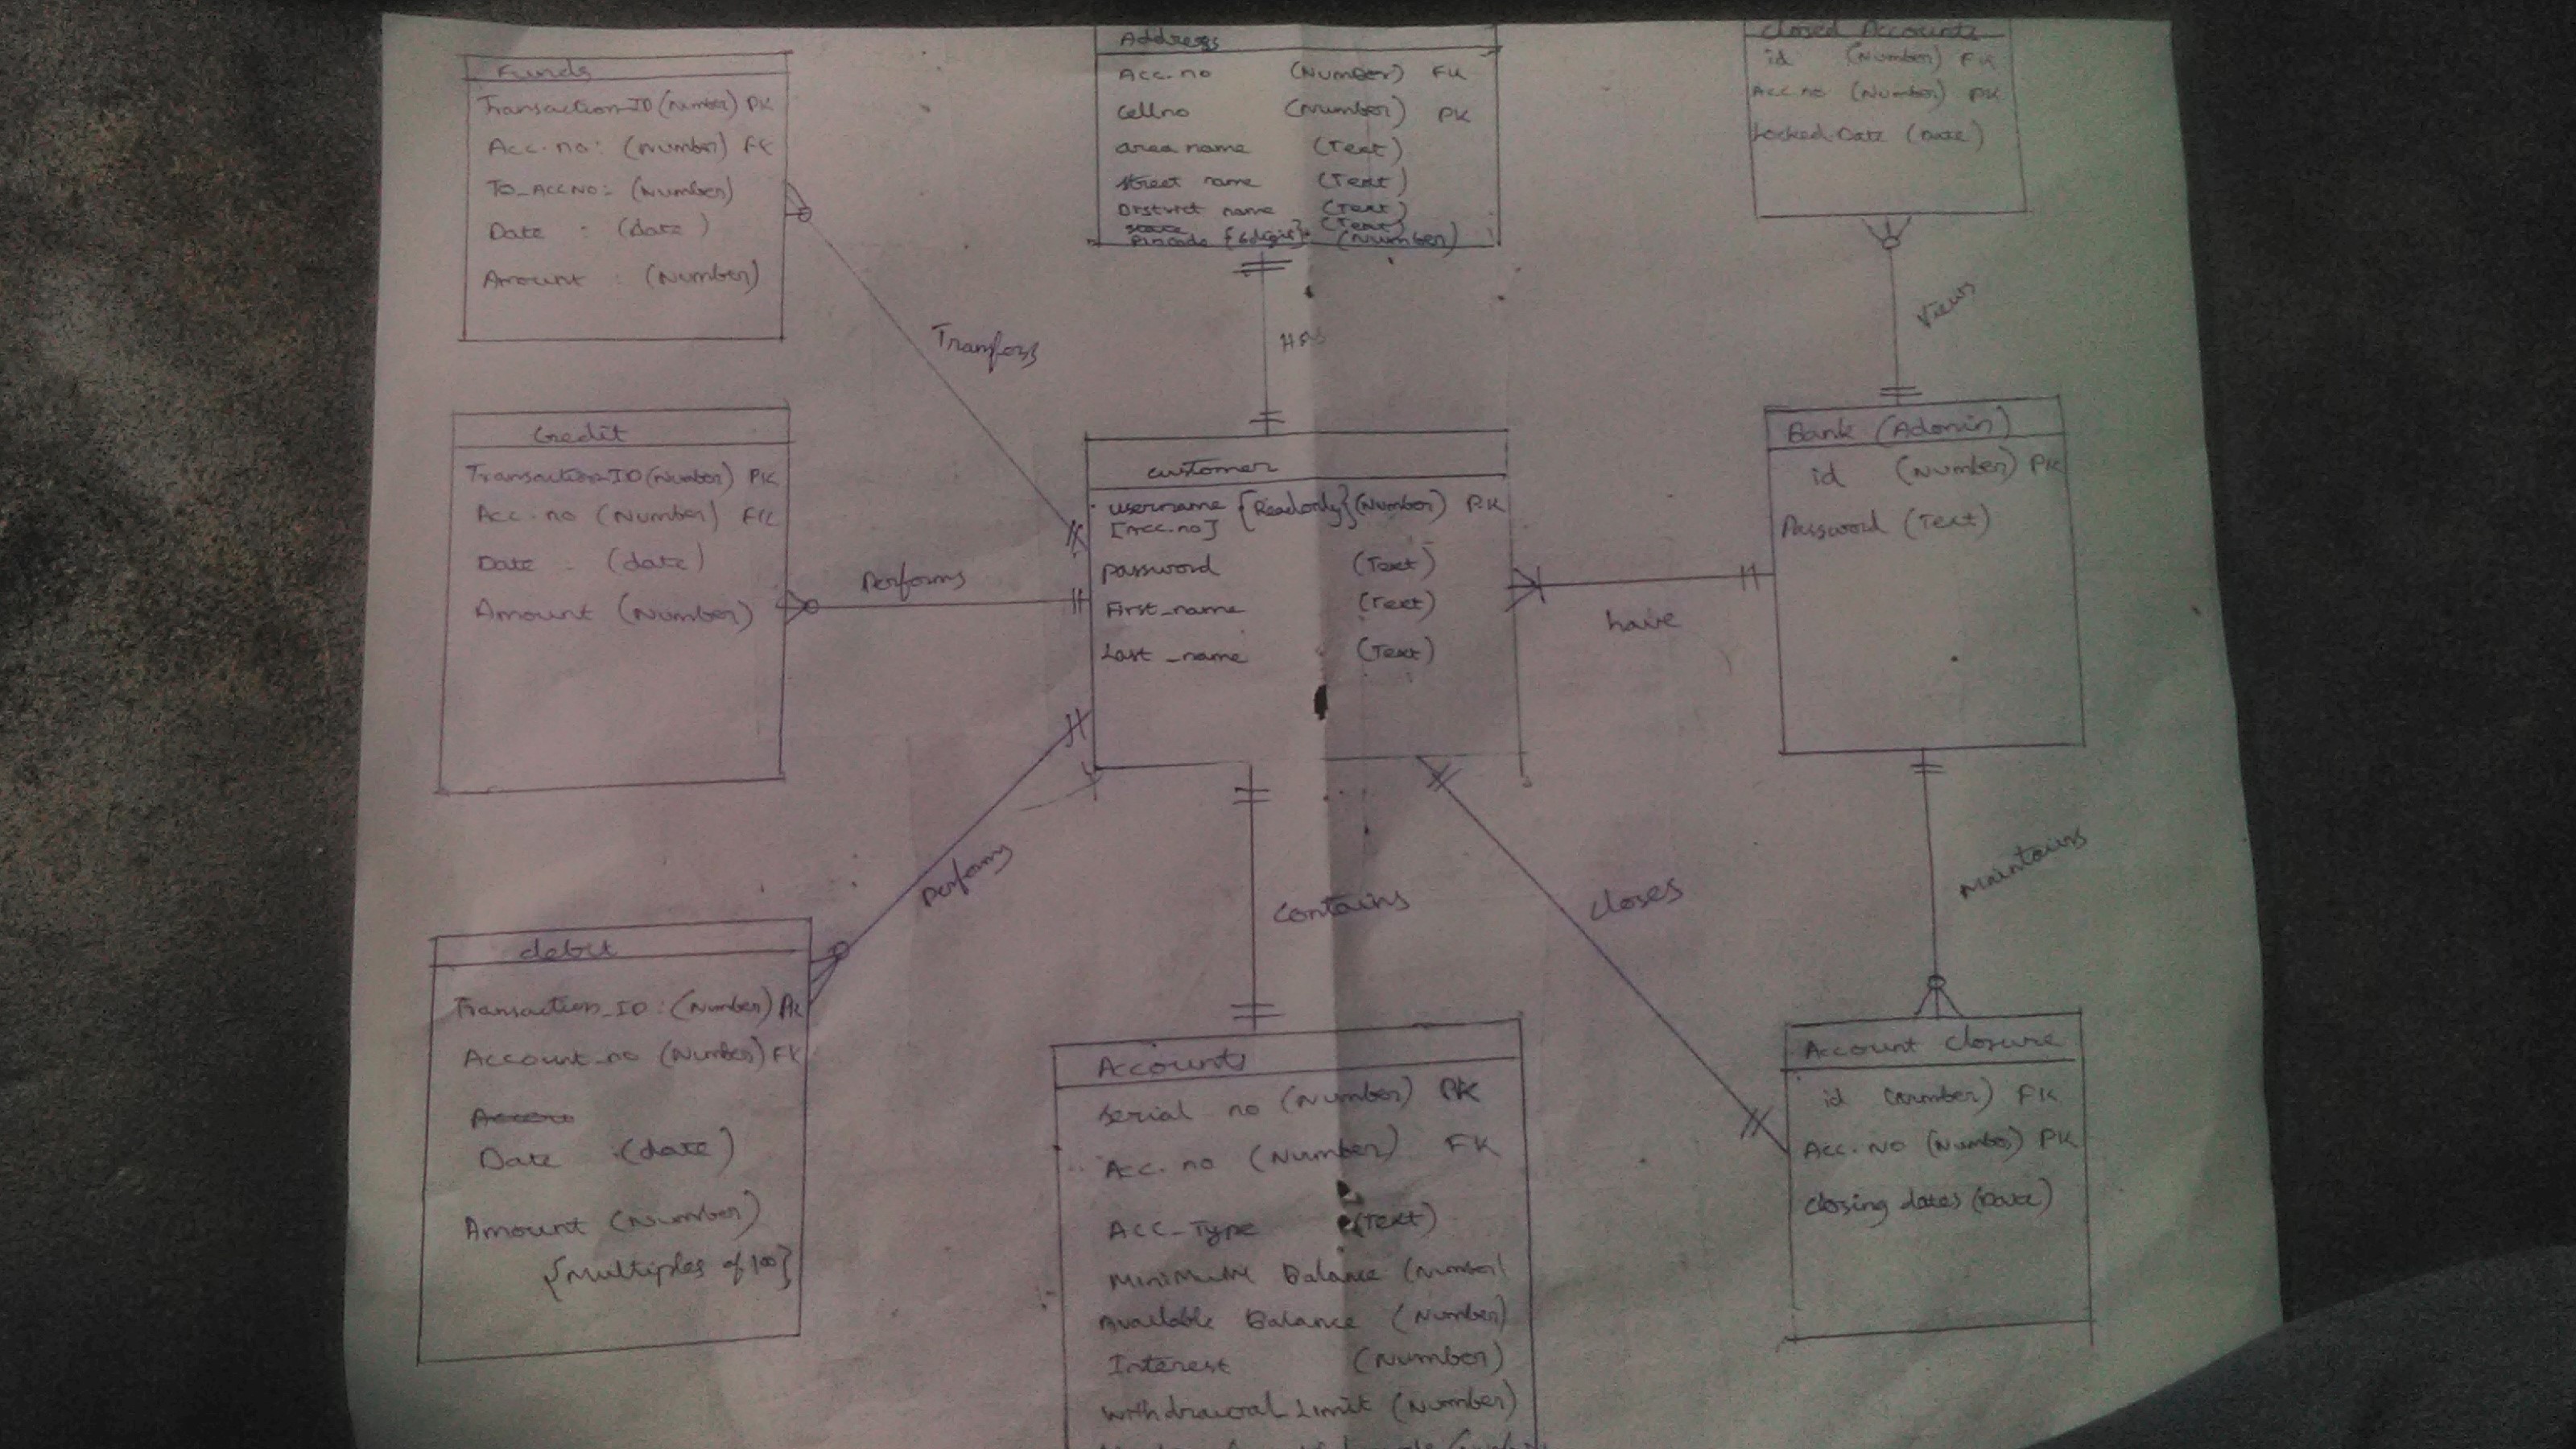 Funds
Transaction_ID (Number) PK
Acc.no: (Number) FK
TO_ACCNO: (Number)
Date : (date)
Amount : (Number)
Address
Acc.no (Number) FK
Cellno (Number) PK
area name (Text)
street name (Text)
District name (Text)
state (Text)
Pincode {6digit} (Number)
Closed Accounts
id (Number) FK
Acc.no (Number) PK
Locked.Date (Date)
Transfers
HAS
Views
Credit
Transaction_ID (Number) PK
Acc.no (Number) FK
Date : (date)
Amount (Number)
Performs
customer
username {Readonly} (Number) PK
[Acc.no]
password (Text)
First_name (Text)
Last_name (Text)
have
Bank (Admin)
id (Number) PK
Password (Text)
Performs
Contains
closes
Maintains
debit
Transaction_ID : (Number) PK
Account_no (Number) FK
Date :(date)
Amount (Number)
{Multiples of 100}
Accounts
Serial no (Number) PK
Acc.no (Number) FK
Acc_Type (Text)
Minimum Balance (Number)
Available Balance (Number)
Interest (Number)
Withdrawal Limit (Number)
Account closure
id (number) FK
Acc.NO (Number) PK
Closing dates (Date)